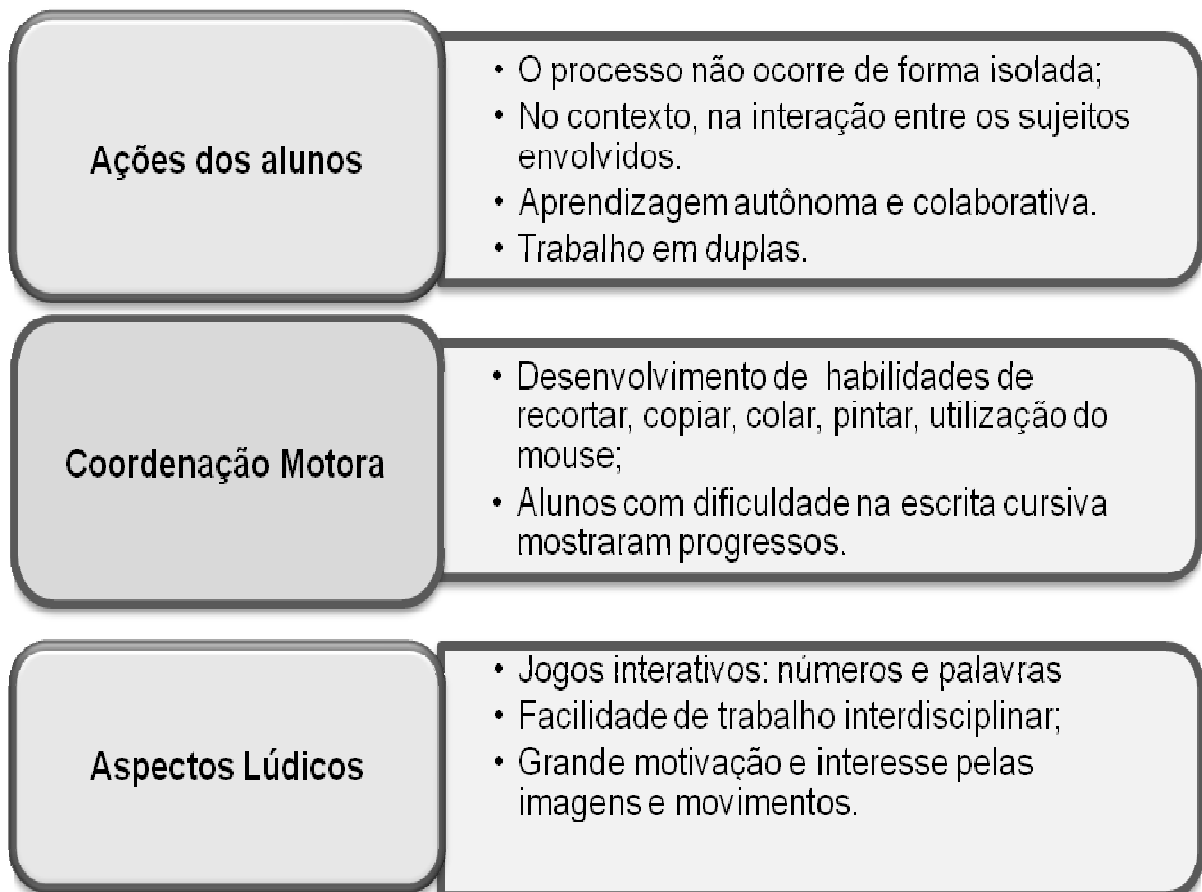 Ações dos alunos
• O processo não ocorre de forma isolada;
• No contexto, na interação entre os sujeitos
envolvidos.
• Aprendizagem autônoma e colaborativa.
• Trabalho em duplas.
Coordenação Motora
• Desenvolvimento de habilidades de
recortar, copiar, colar, pintar, utilização do
mouse;
• Alunos com dificuldade na escrita cursiva
mostraram progressos.
Aspectos Lúdicos
• Jogos interativos: números e palavras
• Facilidade de trabalho interdisciplinar;
• Grande motivação e interesse pelas
imagens e movimentos.